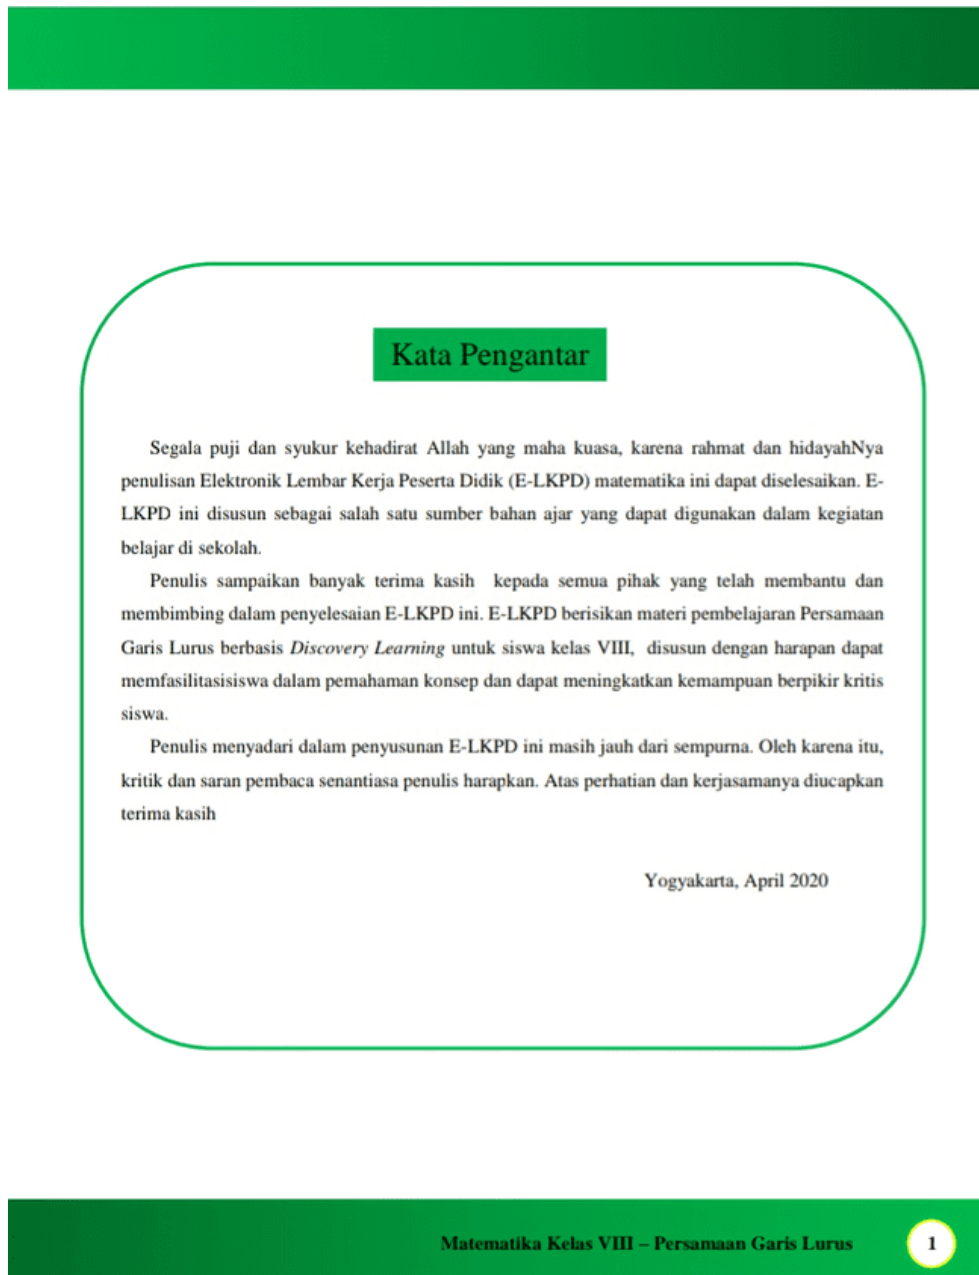 Kata Pengantar
Segala puji dan syukur kehadirat Allah yang maha kuasa, karena rahmat dan hidayahNya
penulisan Elektronik Lembar Kerja Peserta Didik (E-LKPD) matematika ini dapat diselesaikan. E-
LKPD ini disusun sebagai salah satu sumber bahan ajar yang dapat digunakan dalam kegiatan
belajar di sekolah.
Penulis sampaikan banyak terima kasih  kepada semua pihak yang telah membantu dan
membimbing dalam penyelesaian E-LKPD ini. E-LKPD berisikan materi pembelajaran Persamaan
Garis Lurus berbasis Discovery Learning untuk siswa kelas VIII,  disusun dengan harapan dapat
memfasilitasisiswa dalam pemahaman konsep dan dapat meningkatkan kemampuan berpikir kritis
siswa.
Penulis menyadari dalam penyusunan E-LKPD ini masih jauh dari sempurna. Oleh karena itu,
kritik dan saran pembaca senantiasa penulis harapkan. Atas perhatian dan kerjasamanya diucapkan
terima kasih
Yogyakarta, April 2020
Matematika Kelas VIII – Persamaan Garis Lurus
1